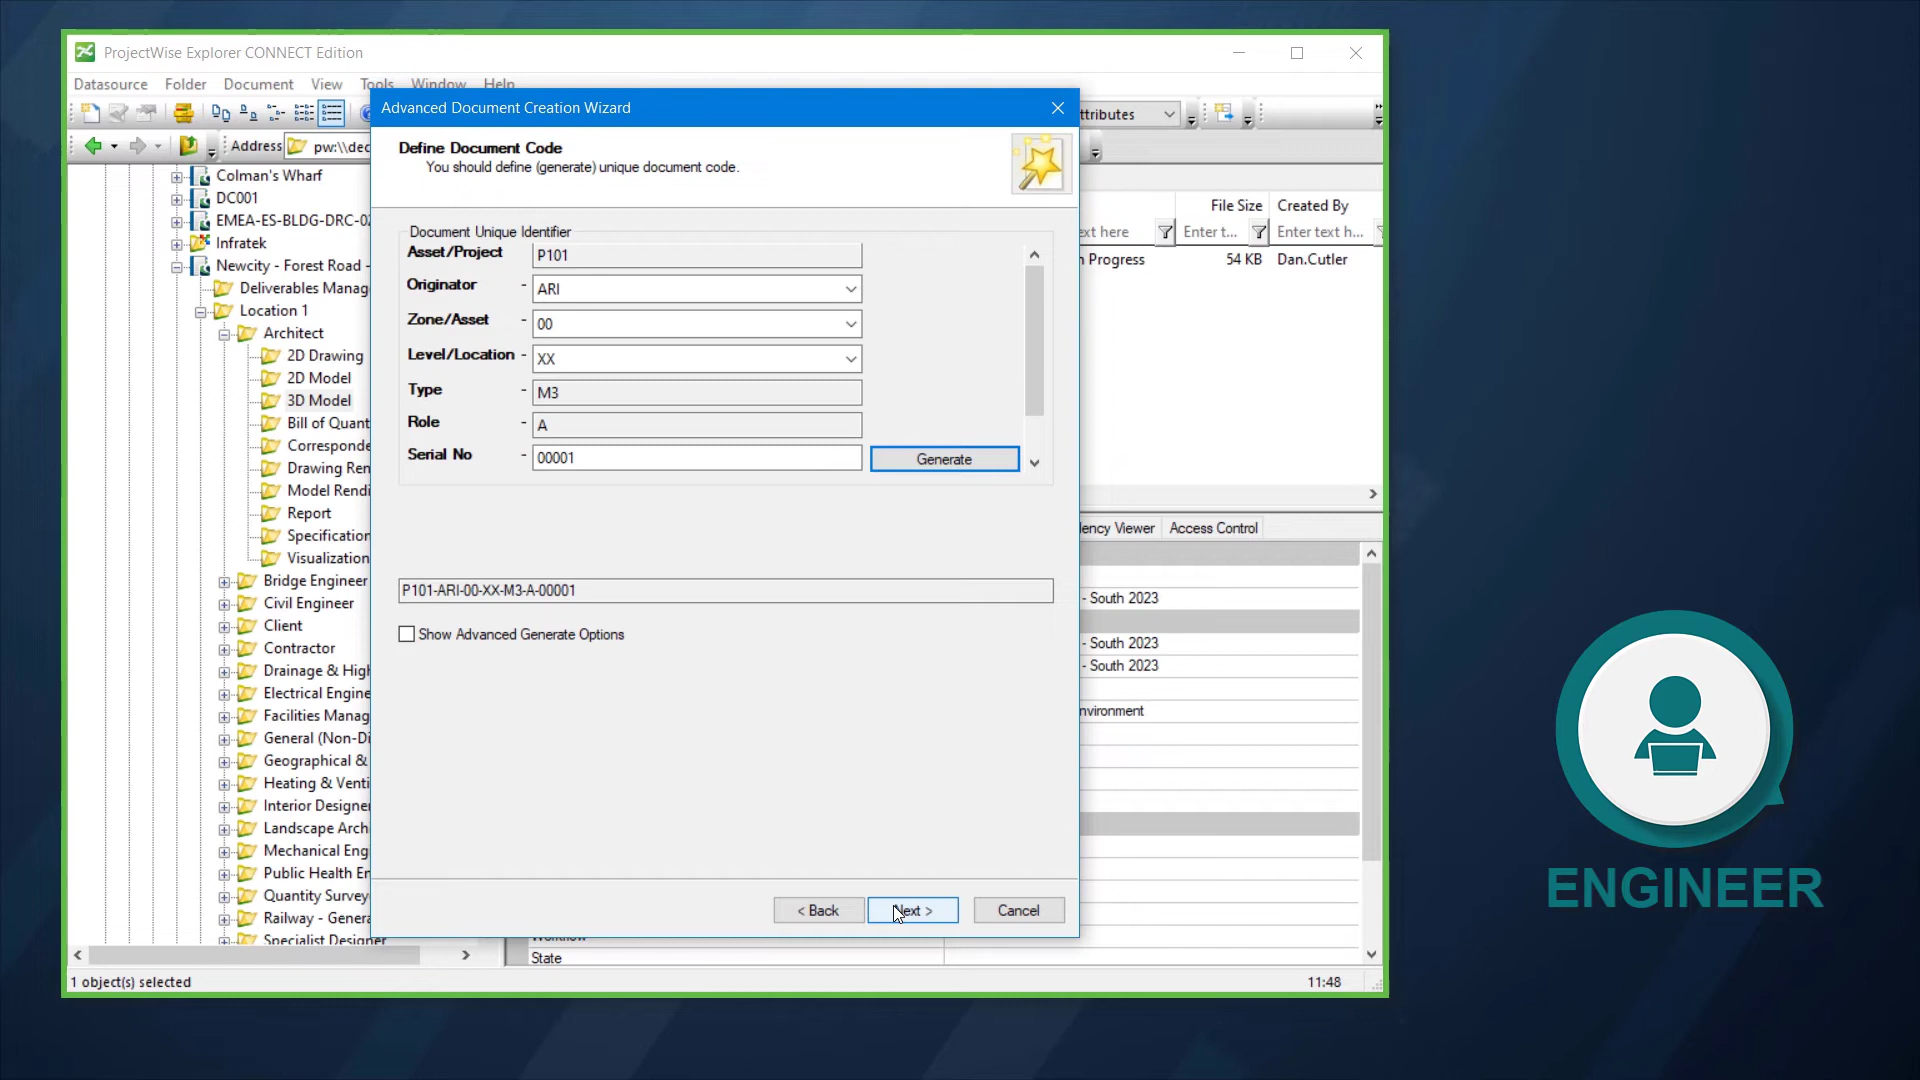 ProjectWise Explorer CONNECT Edition
Datasource Folder Document View Tools Window Help
Advanced Document Creation Wizard
ttributes
Address pw:\\dec
Define Document Code
You should define (generate) unique document code.
Colman's Wharf
DC001
EMEA-ES-BLDG-DRC-02
Infratek
Newcity - Forest Road -
Deliverables Manag
Location 1
Architect
2D Drawing
2D Model
3D Model
Bill of Quant
Corresponde
Drawing Ren
Model Rendi
Report
Specification
Visualization
Bridge Engineer
Civil Engineer
Client
Contractor
Drainage & High
Electrical Engine
Facilities Manag
General (Non-Di
Geographical &
Heating & Venti
Interior Designer
Landscape Arch
Mechanical Eng
Public Health En
Quantity Survey
Railway - Genera
Specialist Designer
Document Unique Identifier
Asset/Project P101
Originator - ARI
Zone/Asset - 00
Level/Location - XX
Type - M3
Role - A
Serial No - 00001 Generate
P101-ARI-00-XX-M3-A-00001
Show Advanced Generate Options
< Back Next > Cancel
File Size Created By
ext here Enter t... Enter text h...
n Progress 54 KB Dan.Cutler
ency Viewer Access Control
- South 2023
- South 2023
- South 2023
nvironment
Workflow
State
1 object(s) selected 11:48
ENGINEER